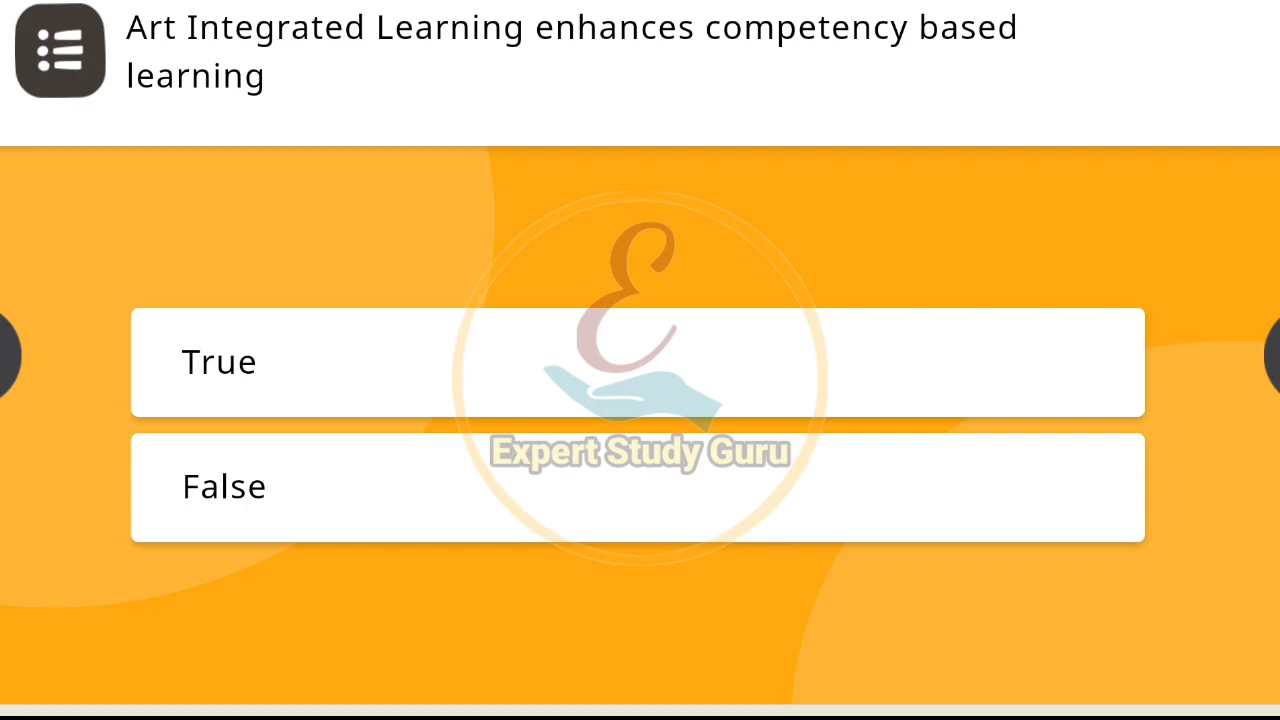 Art Integrated Learning enhances competency based
learning
True
Expert Study Guru
False